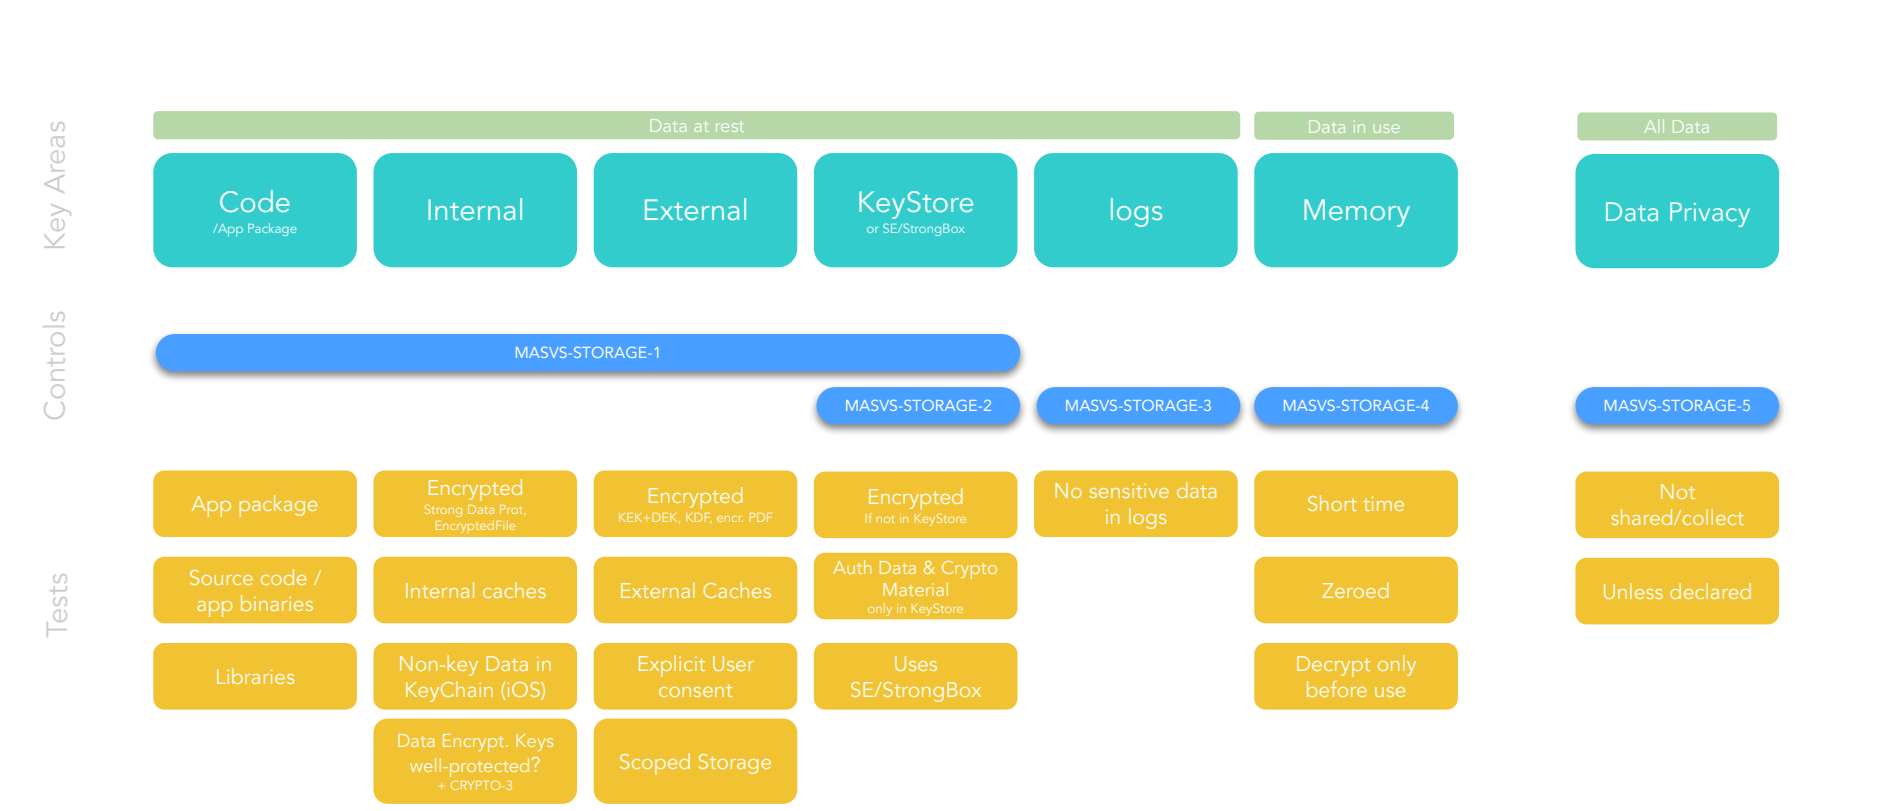 Key Areas
Data at rest
Data in use
All Data
Code
/App Package
Internal
External
KeyStore
or SE/StrongBox
logs
Memory
Data Privacy
Controls
MASVS-STORAGE-1
MASVS-STORAGE-2
MASVS-STORAGE-3
MASVS-STORAGE-4
MASVS-STORAGE-5
Tests
App package
Encrypted
Strong Data Prot,
EncryptedFile
Encrypted
KEK+DEK, KDF, encr. PDF
Encrypted
If not in KeyStore
No sensitive data
in logs
Short time
Not
shared/collect
Source code /
app binaries
Internal caches
External Caches
Auth Data & Crypto
Material
only in KeyStore
Zeroed
Unless declared
Libraries
Non-key Data in
KeyChain (iOS)
Explicit User
consent
Uses
SE/StrongBox
Decrypt only
before use
Data Encrypt. Keys
well-protected?
+ CRYPTO-3
Scoped Storage